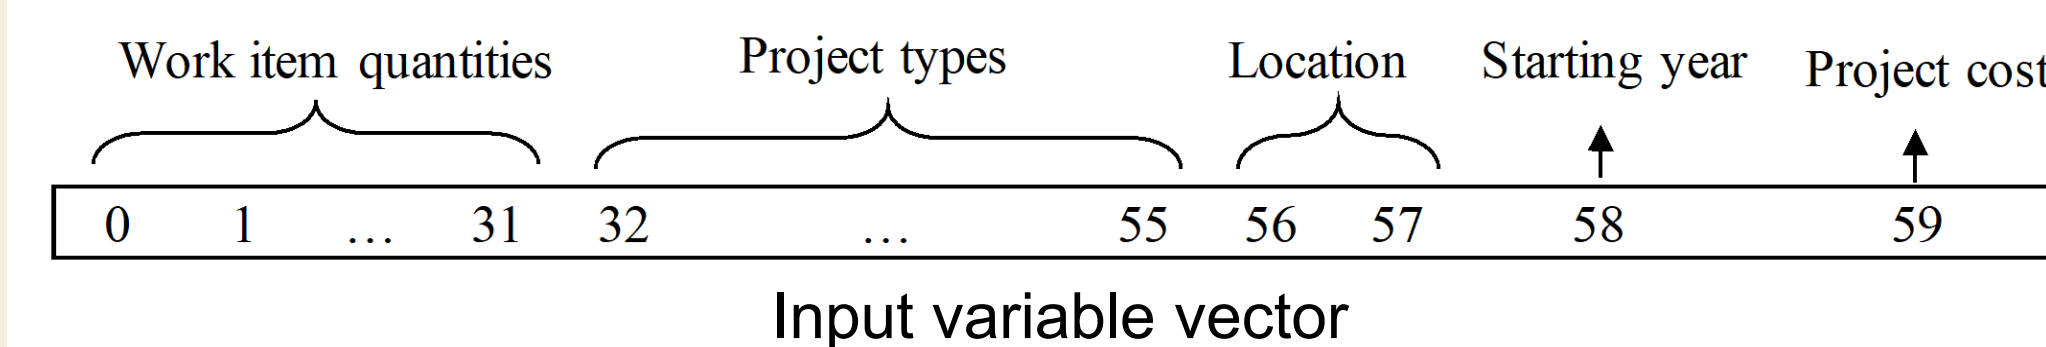 Work item quantities Project types Location Starting year Project cost
0 1 ... 31 32 ... 55 56 57 58 59
Input variable vector